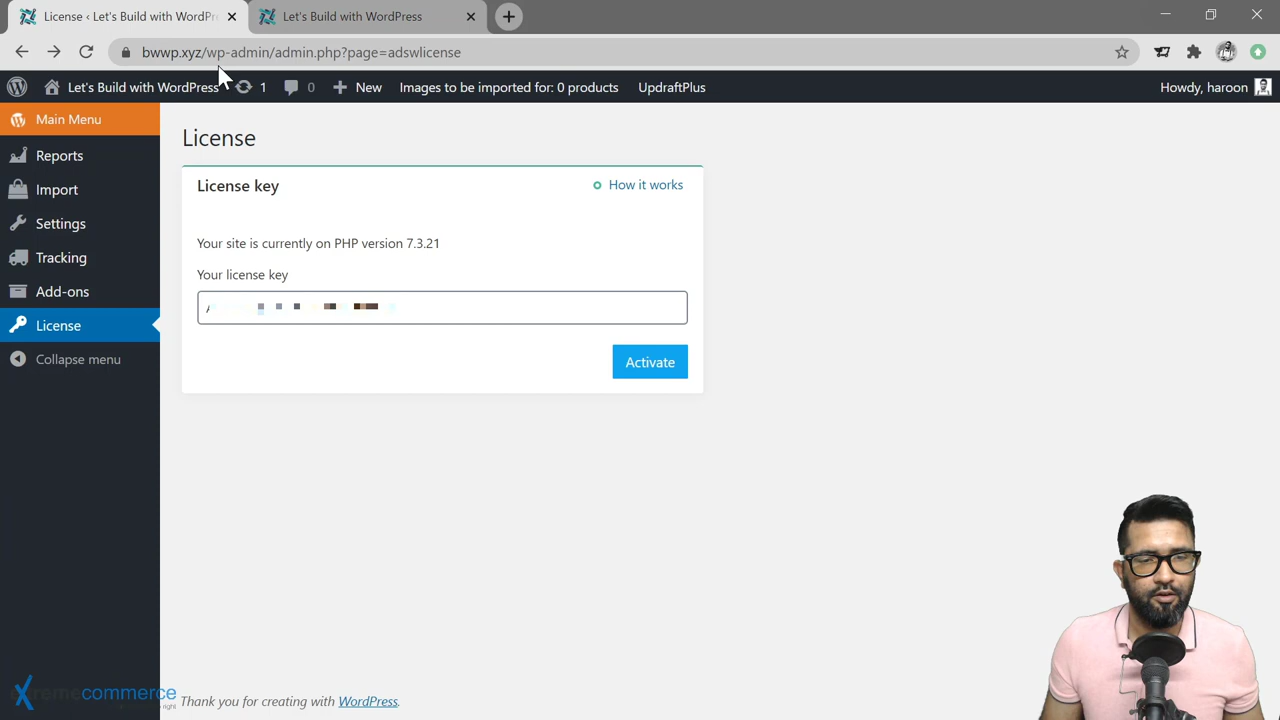 License ‹ Let's Build with WordPre
Let's Build with WordPress
bwwp.xyz/wp-admin/admin.php?page=adswlicense
Let's Build with WordPress
1
0
New
Images to be imported for: 0 products
UpdraftPlus
Howdy, haroon
Main Menu
Reports
Import
Settings
Tracking
Add-ons
License
Collapse menu
License
License key
How it works
Your site is currently on PHP version 7.3.21
Your license key
Activate
extremecommerce
Thank you for creating with WordPress.